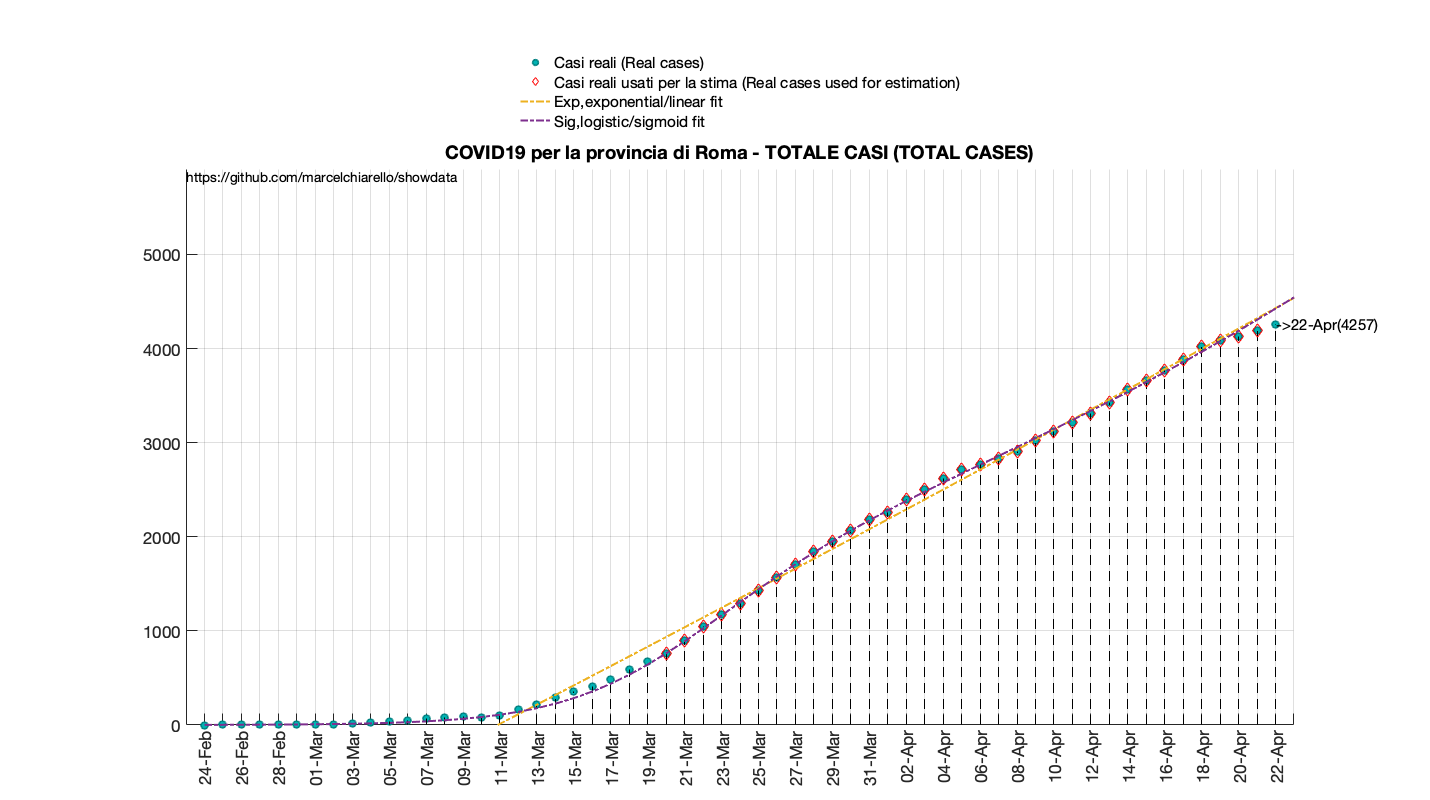 Casi reali (Real cases)
Casi reali usati per la stima (Real cases used for estimation)
Exp,exponential/linear fit
Sig,logistic/sigmoid fit
COVID19 per la provincia di Roma - TOTALE CASI (TOTAL CASES)
https://github.com/marcelchiarello/showdata
5000
4000
3000
2000
1000
0
->22-Apr(4257)
24-Feb
26-Feb
28-Feb
01-Mar
03-Mar
05-Mar
07-Mar
09-Mar
11-Mar
13-Mar
15-Mar
17-Mar
19-Mar
21-Mar
23-Mar
25-Mar
27-Mar
29-Mar
31-Mar
02-Apr
04-Apr
06-Apr
08-Apr
10-Apr
12-Apr
14-Apr
16-Apr
18-Apr
20-Apr
22-Apr